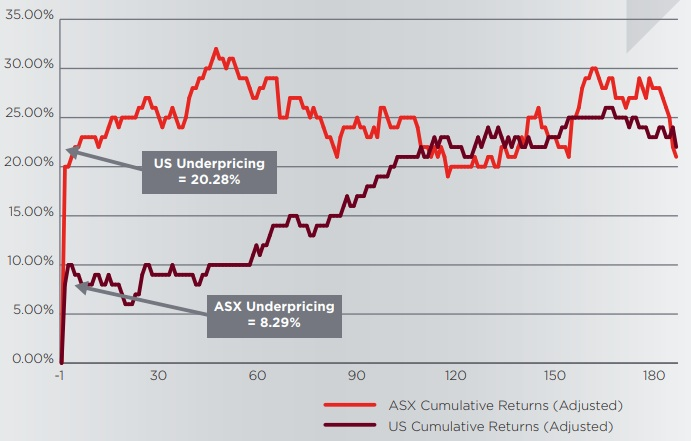 35.00%
30.00%
25.00%
20.00%
15.00%
10.00%
5.00%
0.00%
US Underpricing
= 20.28%
ASX Underpricing
= 8.29%
-1 30 60 90 120 150 180
ASX Cumulative Returns (Adjusted)
US Cumulative Returns (Adjusted)